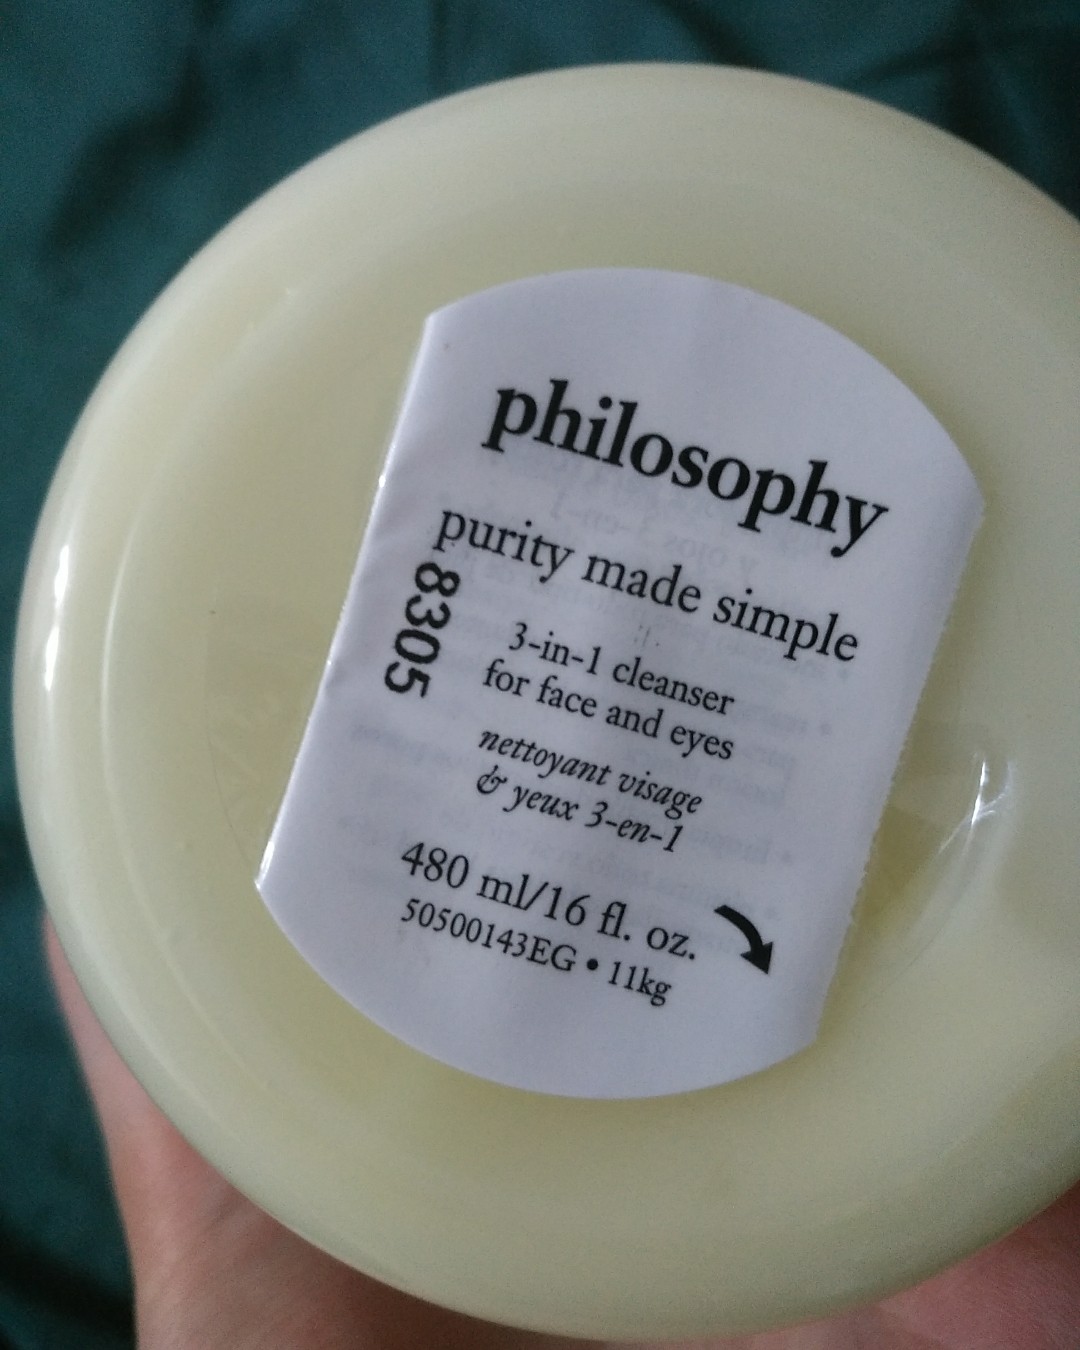 philosophy
purity made simple
8305
3-in-1 cleanser
for face and eyes
nettoyant visage
& yeux 3-en-1
480 ml/16 fl. oz.
50500143EG • 11kg